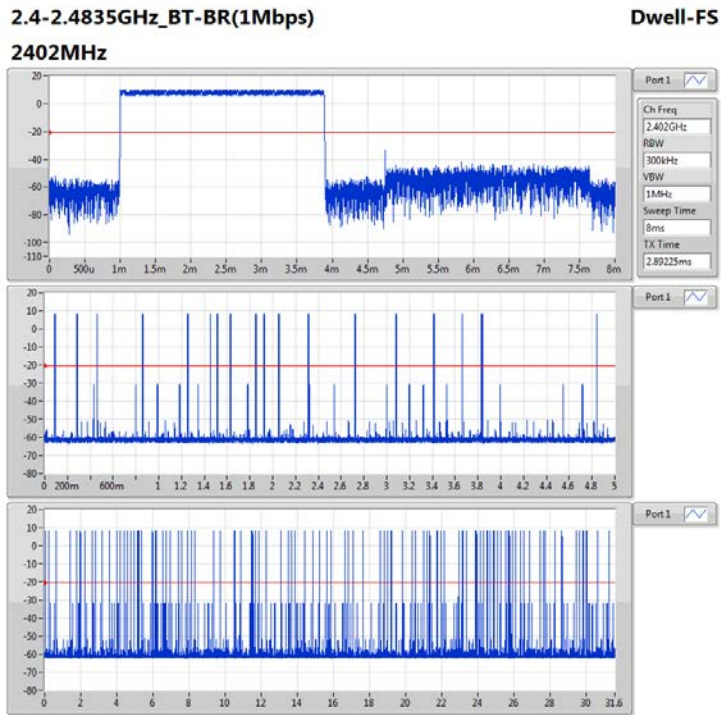 2.4-2.4835GHz_BT-BR(1Mbps) Dwell-FS
2402MHz
Port 1
Ch Freq
2.402GHz
RBW
300kHz
VBW
1MHz
Sweep Time
8ms
TX Time
2.89225ms
20
0
-20
-40
-60
-80
-100
-110
0 500u 1m 1.5m 2m 2.5m 3m 3.5m 4m 4.5m 5m 5.5m 6m 6.5m 7m 7.5m 8m
Port 1
20
10
0
-10
-20
-30
-40
-50
-60
-70
-80
0 200m 600m 1 1.2 1.4 1.6 1.8 2 2.2 2.4 2.6 2.8 3 3.2 3.4 3.6 3.8 4 4.2 4.4 4.6 4.8 5
Port 1
20
10
0
-10
-20
-30
-40
-50
-60
-70
-80
0 2 4 6 8 10 12 14 16 18 20 22 24 26 28 30 31.6